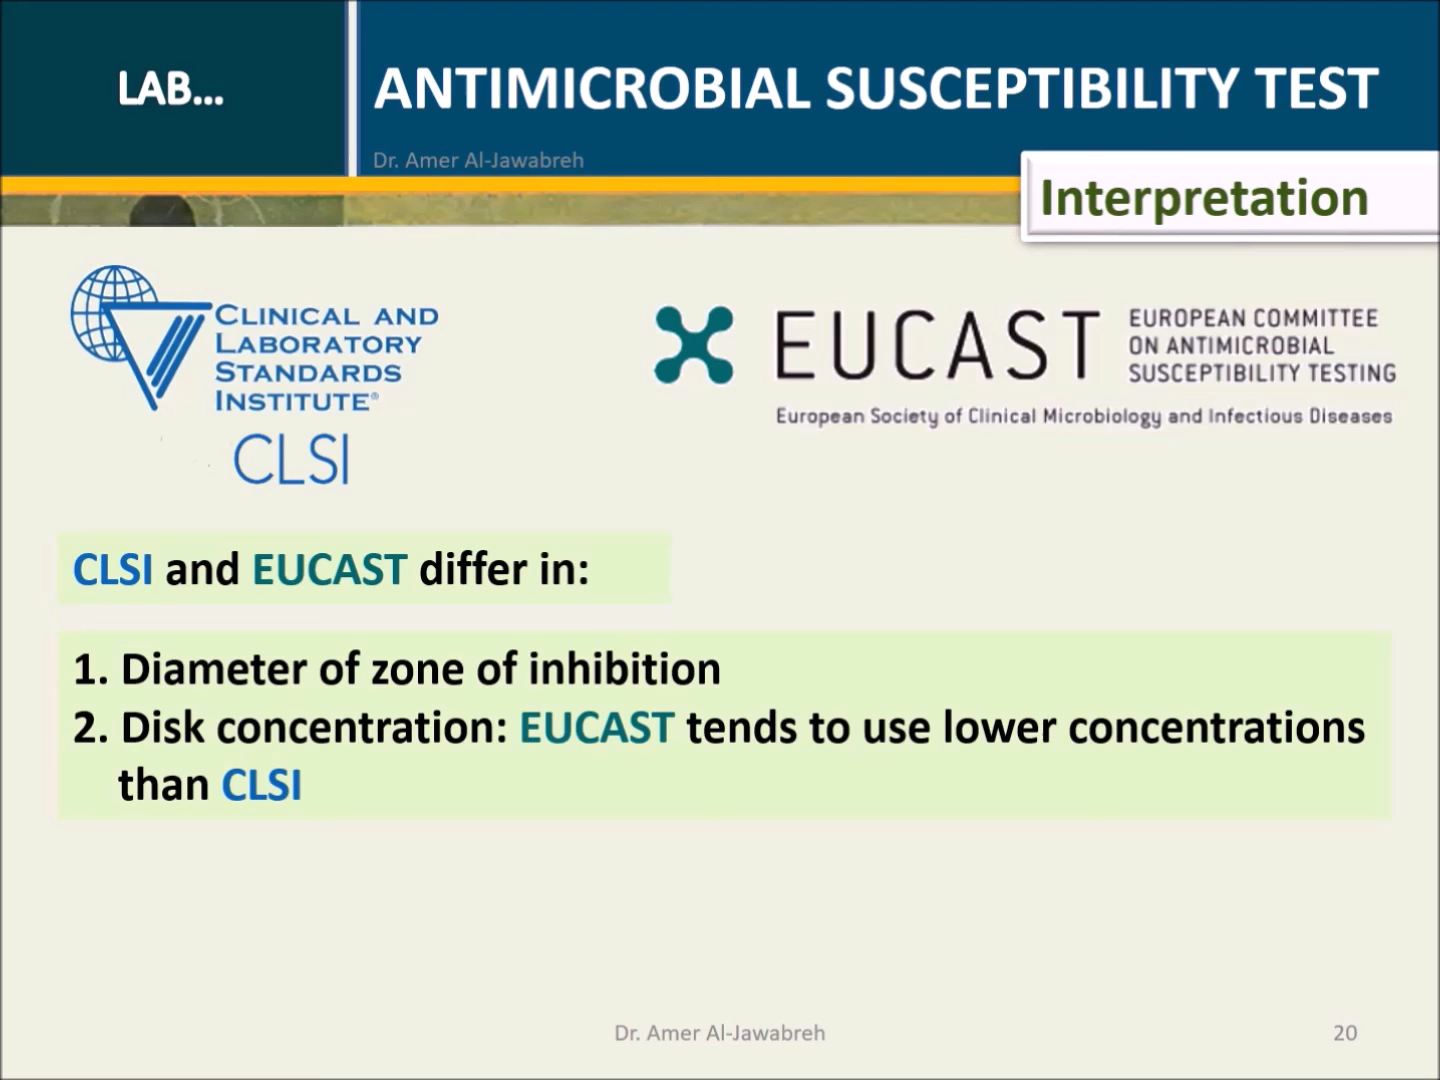 LAB...
ANTIMICROBIAL SUSCEPTIBILITY TEST
Dr. Amer Al-Jawabreh
Interpretation
CLINICAL AND
LABORATORY
STANDARDS
INSTITUTE®
CLSI
EUCAST
EUROPEAN COMMITTEE
ON ANTIMICROBIAL
SUSCEPTIBILITY TESTING
European Society of Clinical Microbiology and Infectious Diseases
CLSI and EUCAST differ in:
1. Diameter of zone of inhibition
2. Disk concentration: EUCAST tends to use lower concentrations
than CLSI
Dr. Amer Al-Jawabreh
20